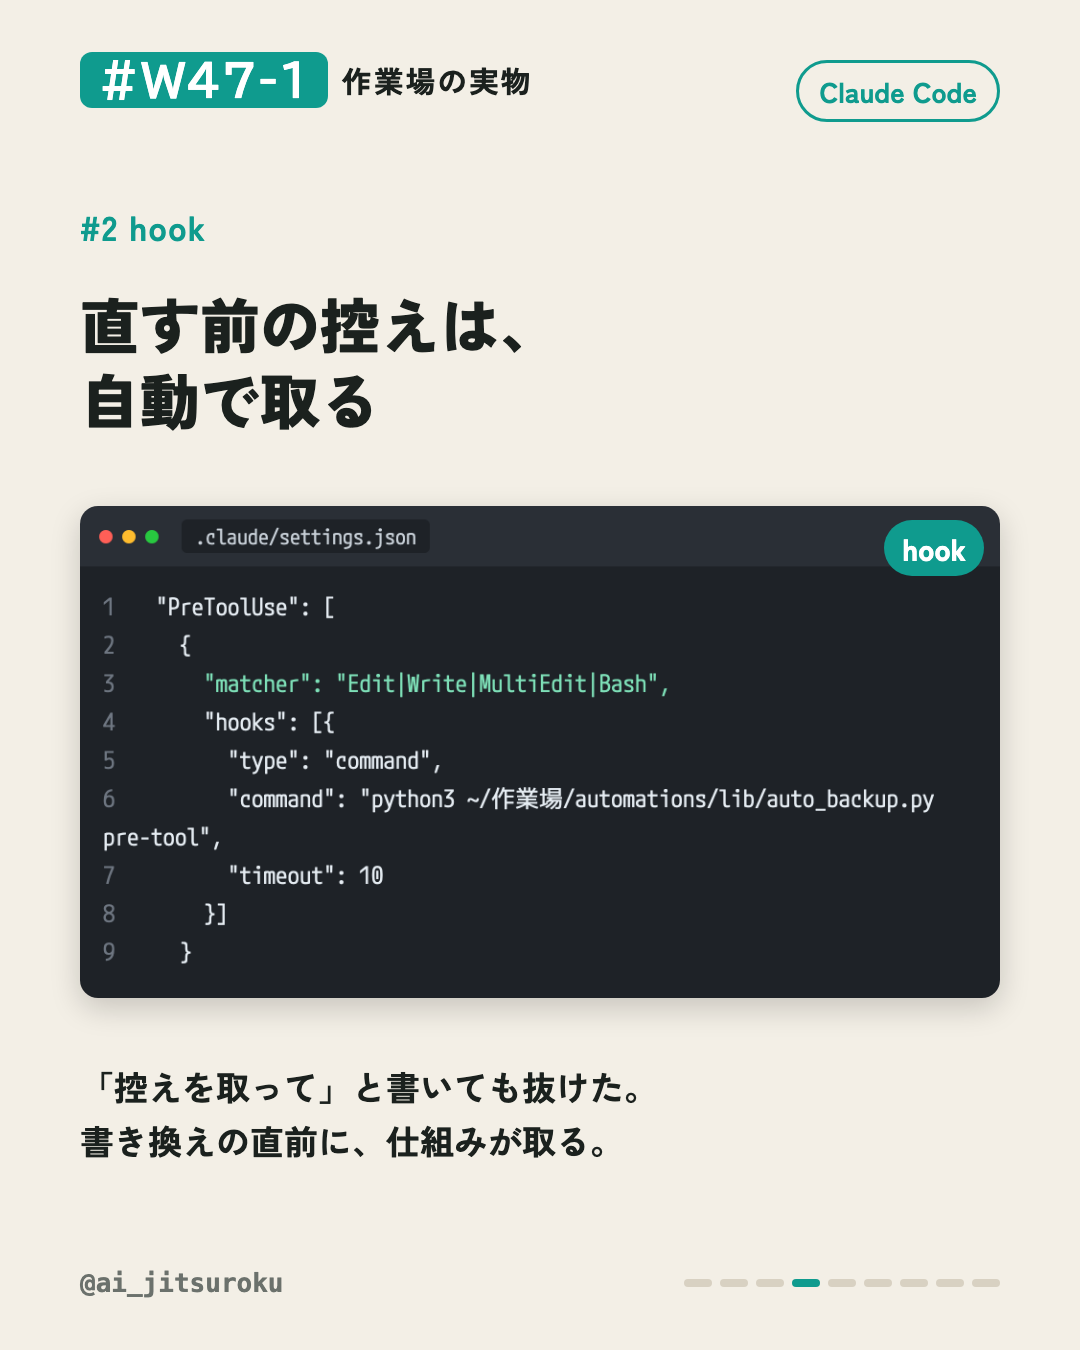 #W47-1 作業場の実物
Claude Code
#2 hook
直す前の控えは、
自動で取る
.claude/settings.json
hook
1 "PreToolUse": [
2 {
3 "matcher": "Edit|Write|MultiEdit|Bash",
4 "hooks": [{
5 "type": "command",
6 "command": "python3 ~/作業場/automations/lib/auto_backup.py
pre-tool",
7 "timeout": 10
8 }]
9 }
「控えを取って」と書いても抜けた。
書き換えの直前に、仕組みが取る。
@ai_jitsuroku